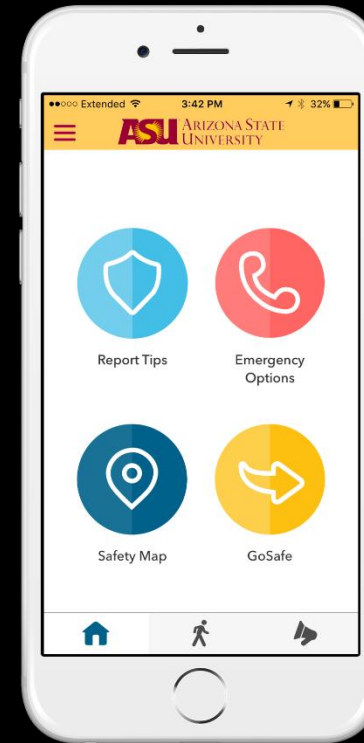 Extended 3:42 PM 32%
ASU ARIZONA STATE
UNIVERSITY
Report Tips
Emergency
Options
Safety Map
GoSafe